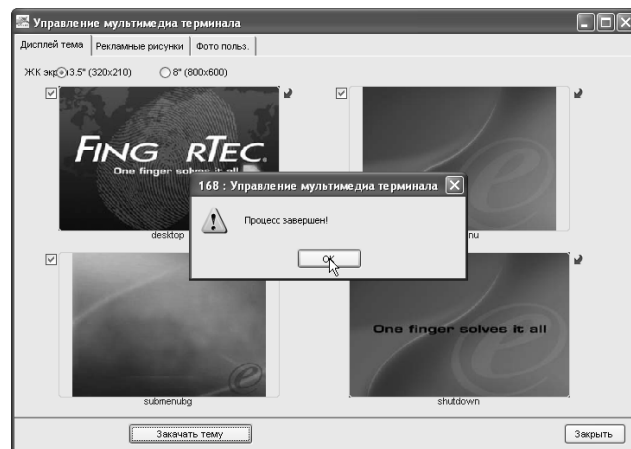 Управление мультимедиа терминала
Дисплей тема Рекламные рисунки Фото польз.
ЖК экр 3.5" (320x210) 8" (800x600)
FING RTEC.
One finger solves it all
168 : Управление мультимедиа терминала
Процесс завершен!
OK
desktop nu
One finger solves it all
submenubg shutdown
Закачать тему Закрыть